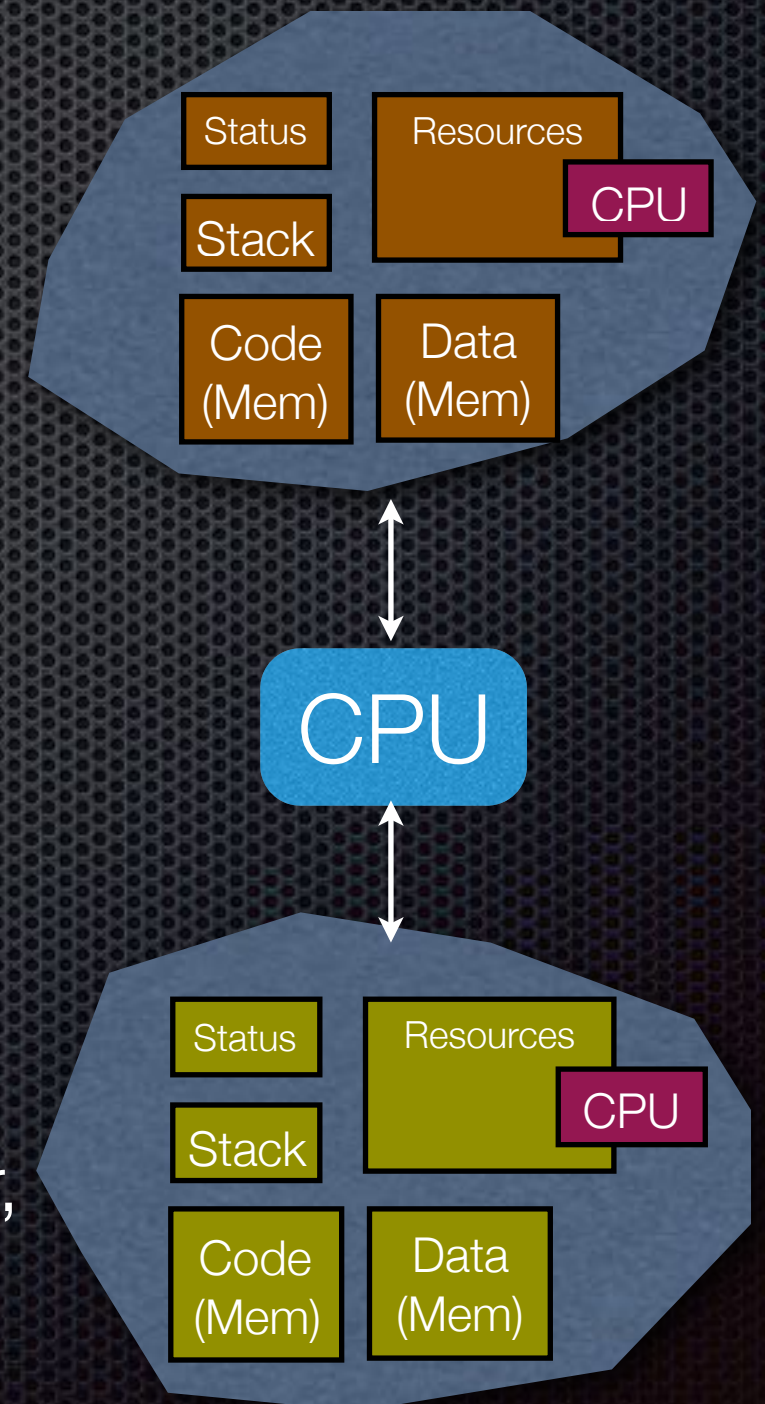 Status
Resources
CPU
Stack
Code
(Mem)
Data
(Mem)
CPU
Status
Resources
CPU
Stack
Code
(Mem)
Data
(Mem)